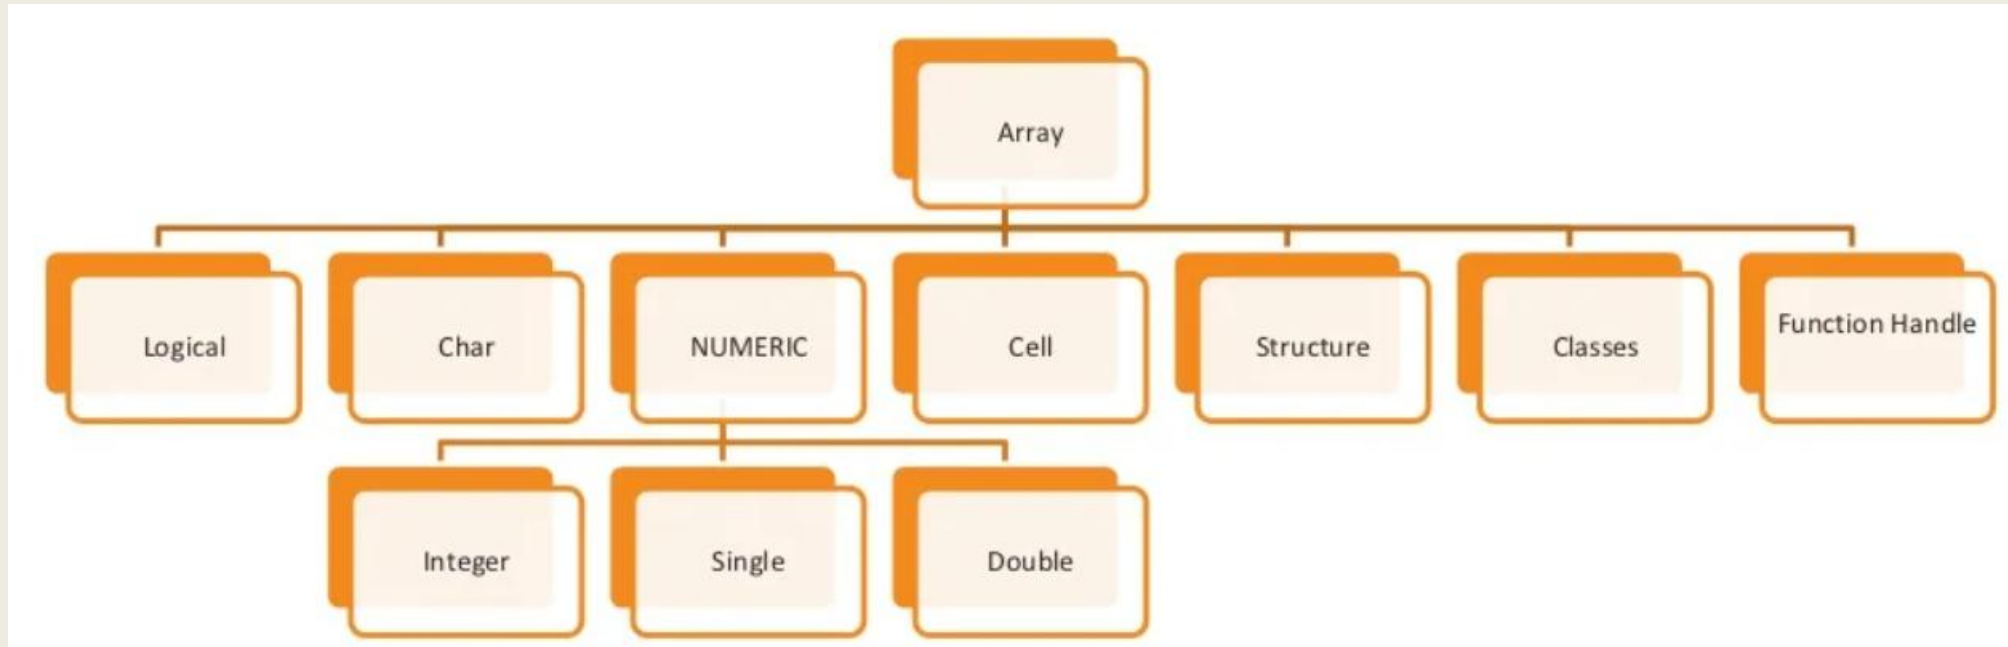 Array
Logical
Char
NUMERIC
Cell
Structure
Classes
Function Handle
Integer
Single
Double